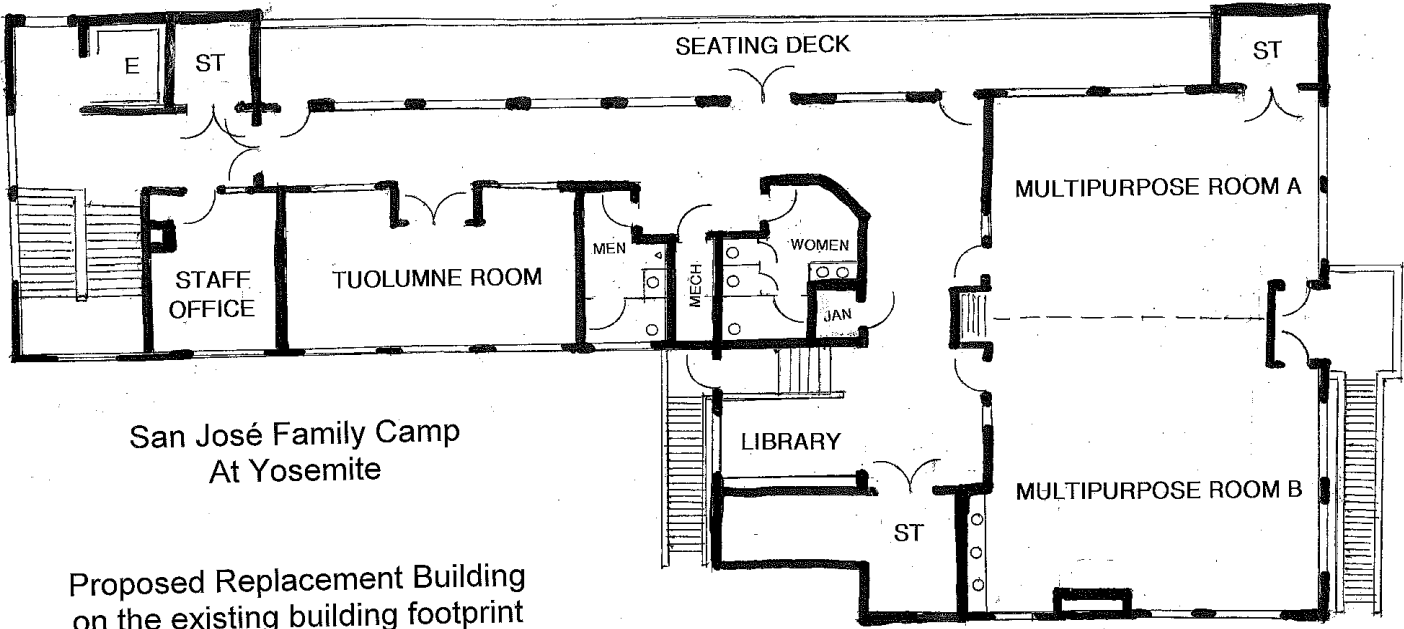 SEATING DECK
E
ST
ST
MULTIPURPOSE ROOM A
MEN
WOMEN
MECH
STAFF
OFFICE
TUOLUMNE ROOM
JAN
San José Family Camp
At Yosemite
LIBRARY
MULTIPURPOSE ROOM B
ST
Proposed Replacement Building
on the existing building footprint